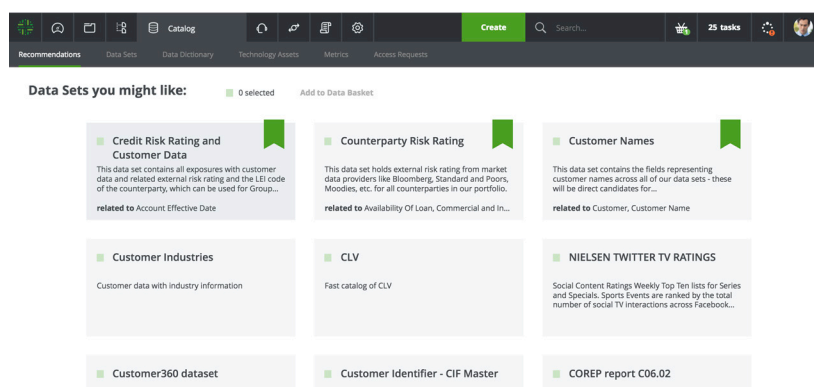 Catalog
Create
Search...
25 tasks
Recommendations
Data Sets
Data Dictionary
Technology Assets
Metrics
Access Requests
Data Sets you might like:
0 selected
Add to Data Basket
Credit Risk Rating and
Customer Data
This data set contains all exposures with customer
data and related external risk rating and the LEI code
of the counterparty, which can be used for Group...
related to Account Effective Date
Counterparty Risk Rating
This data set holds external risk rating from market
data providers like Bloomberg, Standard and Poors,
Moodies, etc. for all counterparties in our portfolio.
related to Availability Of Loan, Commercial and In...
Customer Names
This data set contains the fields representing
customer names across all of our data sets - these
will be direct candidates for...
related to Customer, Customer Name
Customer Industries
Customer data with industry information
CLV
Fast catalog of CLV
NIELSEN TWITTER TV RATINGS
Social Content Ratings Weekly Top Ten lists for Series
and Specials. Sports Events are ranked by the total
number of social TV interactions across Facebook...
Customer360 dataset
Customer Identifier - CIF Master
COREP report C06.02